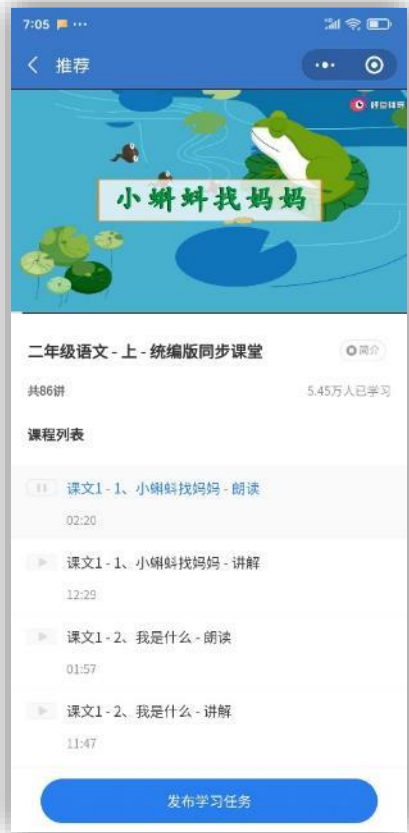 7:05
推荐
小蝌蚪找妈妈
二年级语文 - 上 - 统编版同步课堂
简介
共86讲
5.45万人已学习
课程列表
课文1 - 1、小蝌蚪找妈妈 - 朗读
02:20
课文1 - 1、小蝌蚪找妈妈 - 讲解
12:29
课文1 - 2、我是什么 - 朗读
01:57
课文1 - 2、我是什么 - 讲解
11:47
发布学习任务